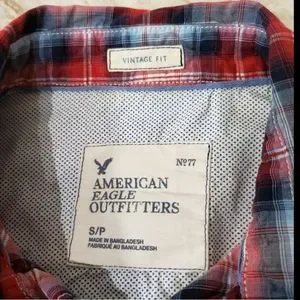 VINTAGE FIT
Nº77
AMERICAN
EAGLE
OUTFITTERS
S/P
MADE IN BANGLADESH
FABRIQUÉ AU BANGLADESH